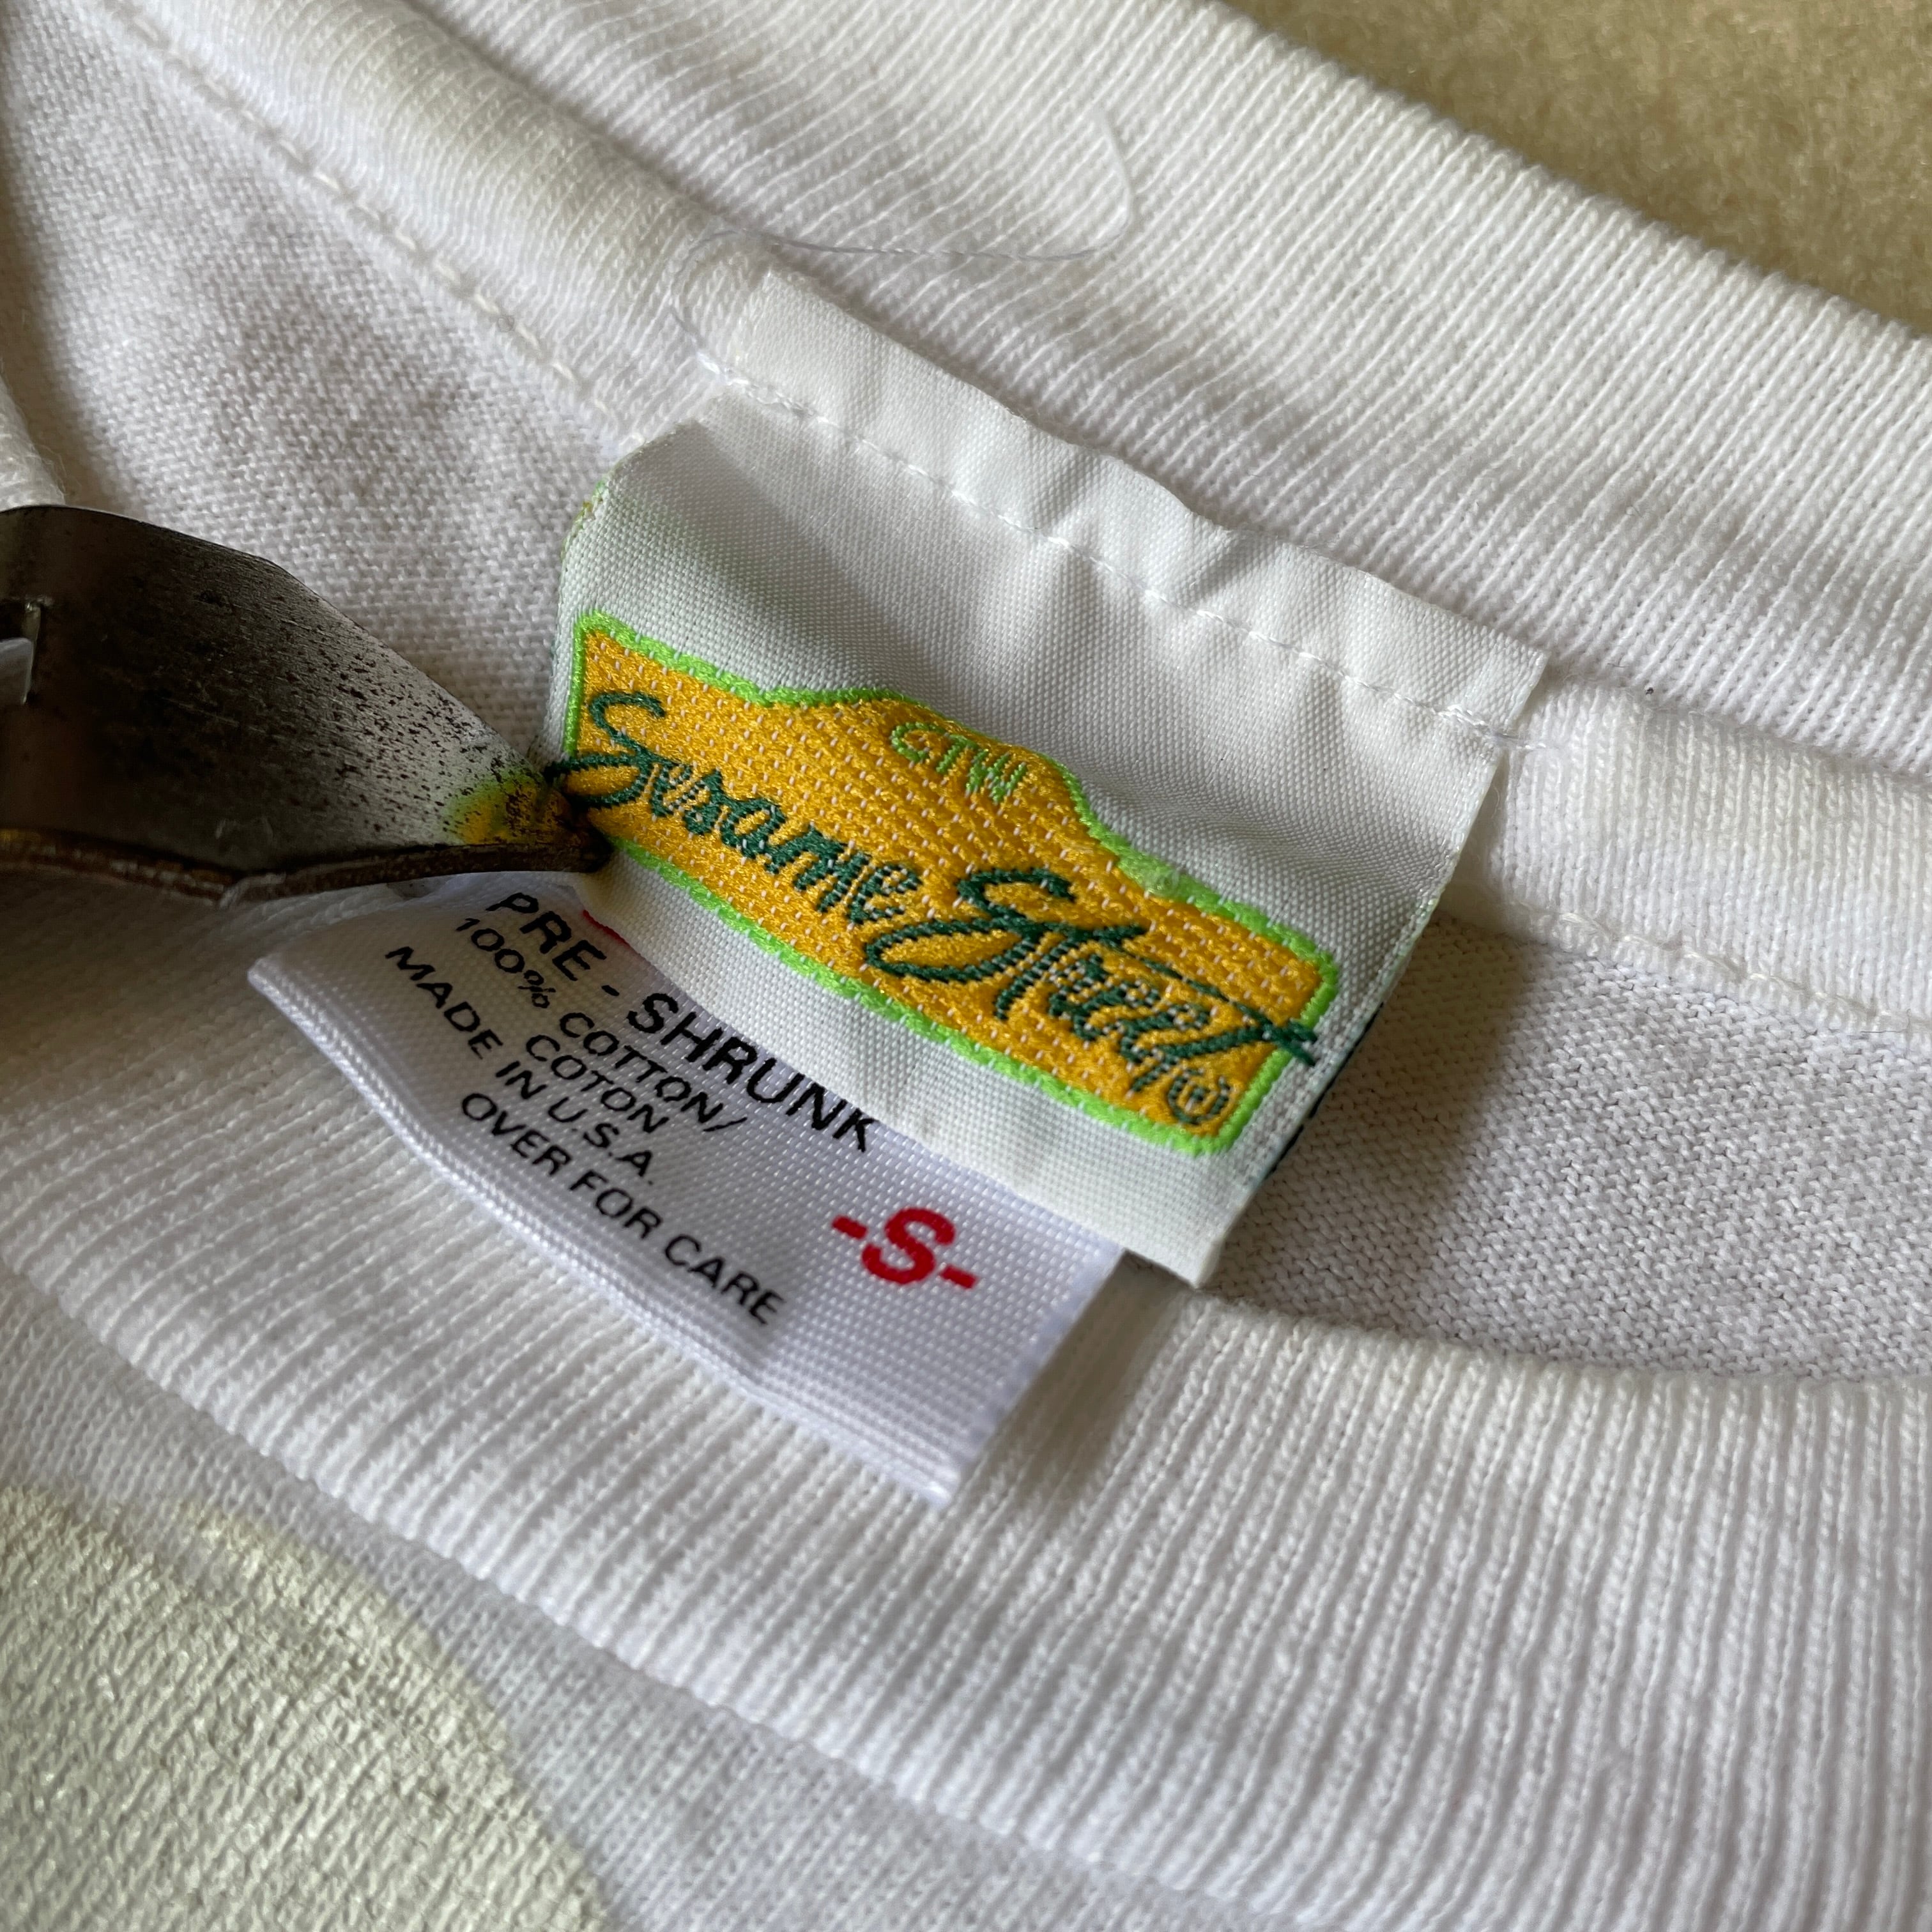 CTW
Sesame Street®
PRE - SHRUNK
100% COTTON/
COTON
MADE IN U.S.A.
OVER FOR CARE
-S-